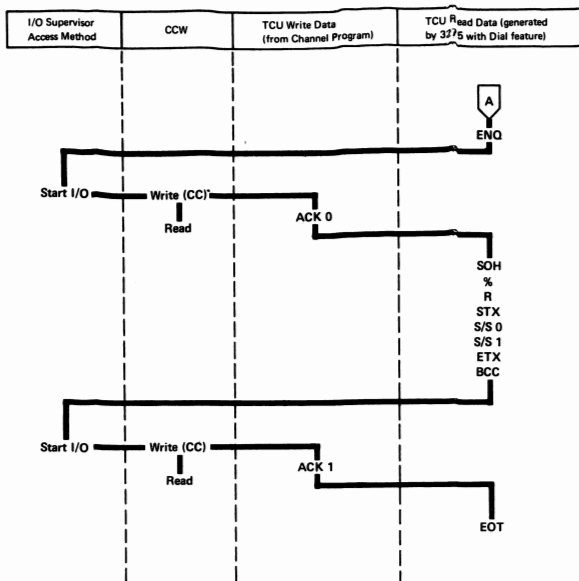 I/O Supervisor
Access Method
CCW
TCU Write Data
(from Channel Program)
TCU Read Data (generated
by 3275 with Dial feature)
A
ENQ
Start I/O
Write (CC)*
Read
ACK 0
SOH
%
R
STX
S/S 0
S/S 1
ETX
BCC
Start I/O
Write (CC)
Read
ACK 1
EOT